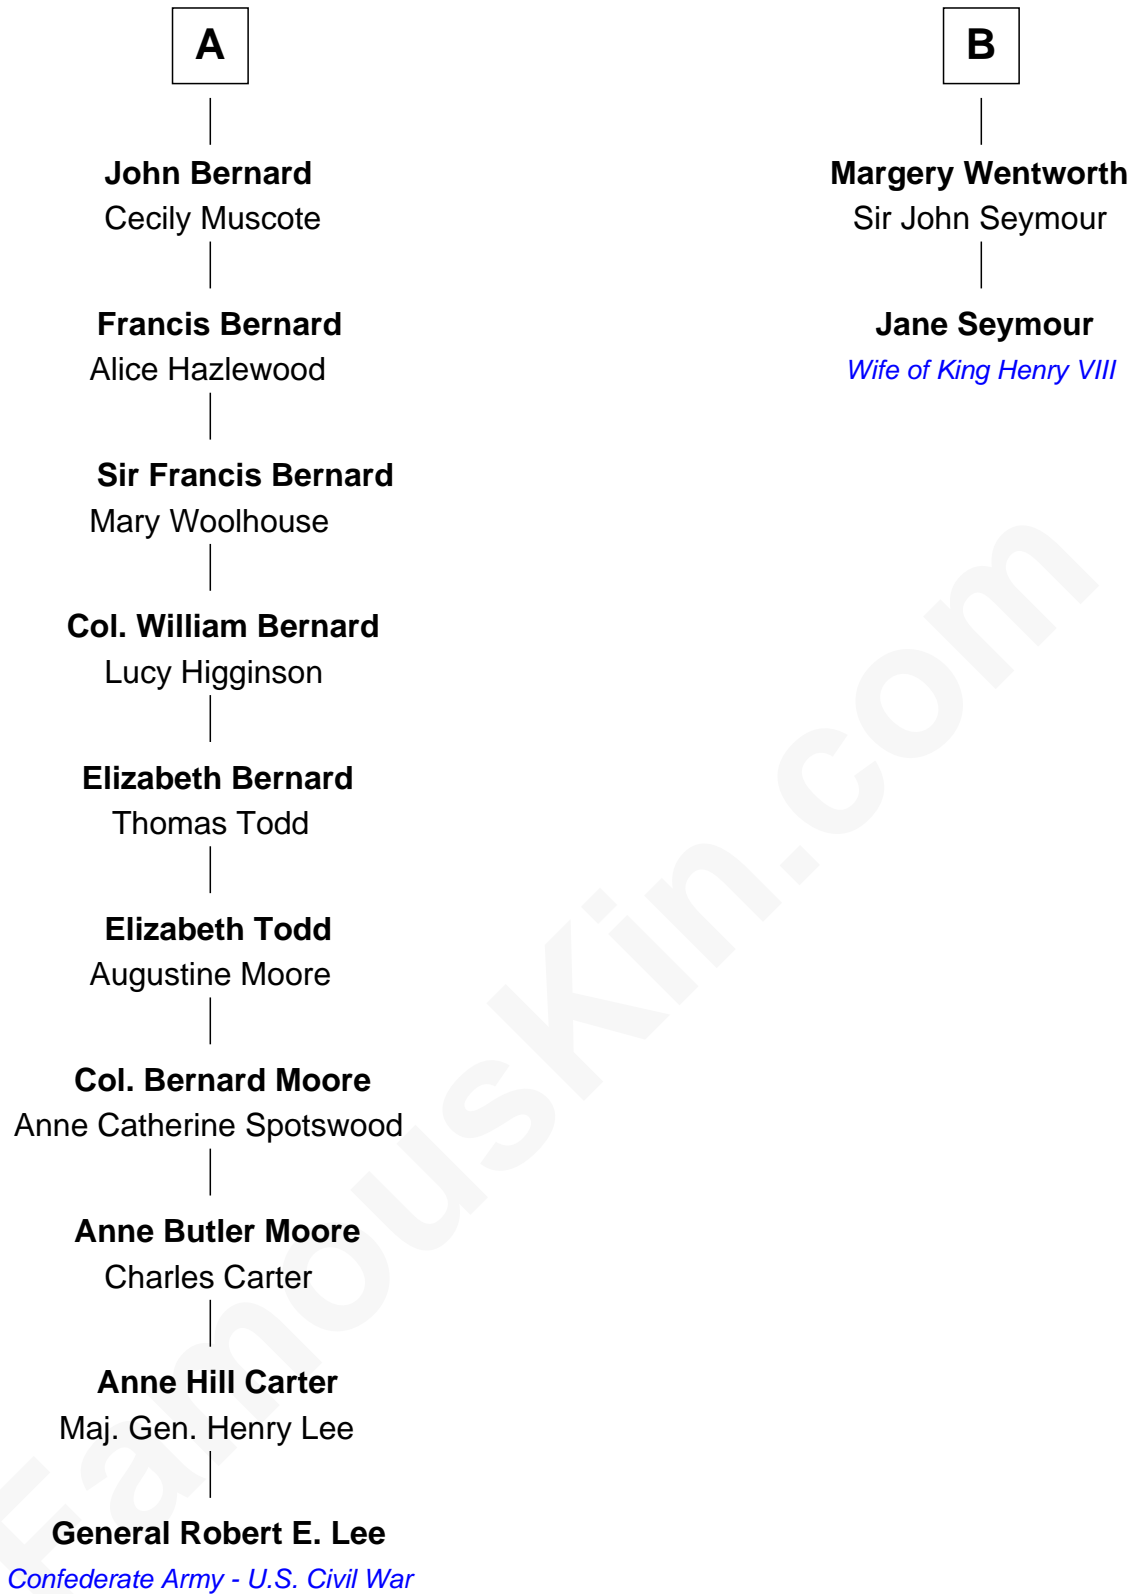 A
John Bernard
Cecily Muscote
Francis Bernard
Alice Hazlewood
Sir Francis Bernard
Mary Woolhouse
Col. William Bernard
Lucy Higginson
Elizabeth Bernard
Thomas Todd
Elizabeth Todd
Augustine Moore
Col. Bernard Moore
Anne Catherine Spotswood
Anne Butler Moore
Charles Carter
Anne Hill Carter
Maj. Gen. Henry Lee
General Robert E. Lee
Confederate Army - U.S. Civil War
B
Margery Wentworth
Sir John Seymour
Jane Seymour
Wife of King Henry VIII
FamousKin.com